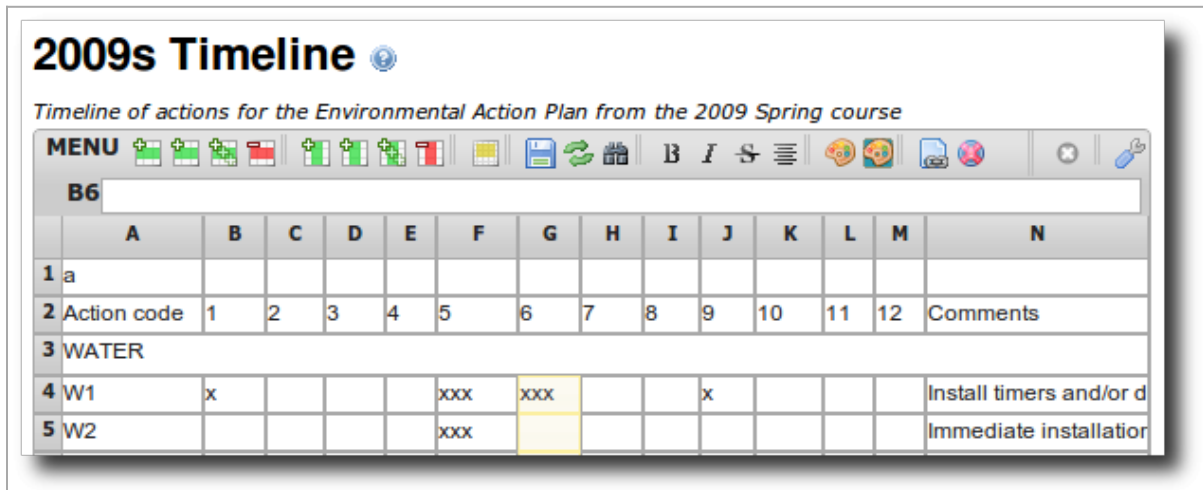 2009s Timeline
Timeline of actions for the Environmental Action Plan from the 2009 Spring course
MENU B I S
B6
A B C D E F G H I J K L M N
1 a
2 Action code 1 2 3 4 5 6 7 8 9 10 11 12 Comments
3 WATER
4 W1 x xxx xxx x Install timers and/or d
5 W2 xxx Immediate installation